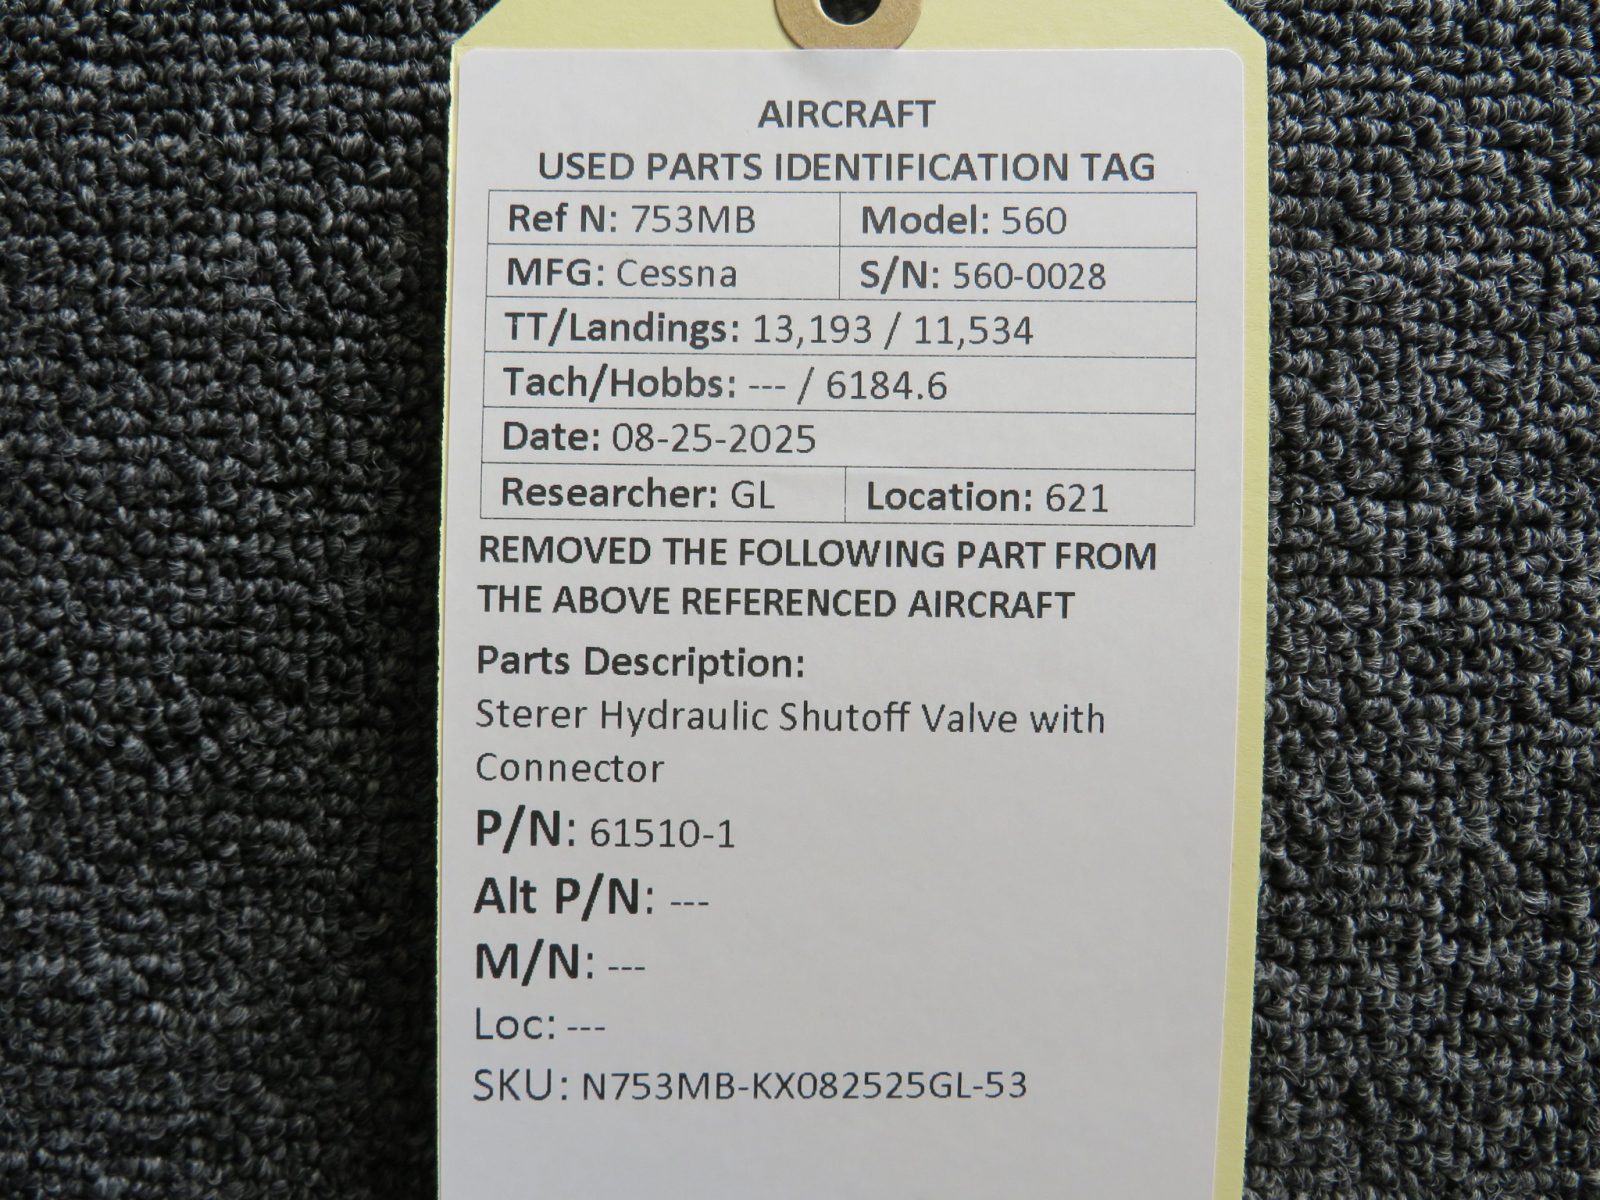 AIRCRAFT
USED PARTS IDENTIFICATION TAG
Ref N: 753MB Model: 560
MFG: Cessna S/N: 560-0028
TT/Landings: 13,193 / 11,534
Tach/Hobbs: --- / 6184.6
Date: 08-25-2025
Researcher: GL Location: 621
REMOVED THE FOLLOWING PART FROM
THE ABOVE REFERENCED AIRCRAFT
Parts Description:
Sterer Hydraulic Shutoff Valve with
Connector
P/N: 61510-1
Alt P/N: ---
M/N: ---
Loc: ---
SKU: N753MB-KX082525GL-53